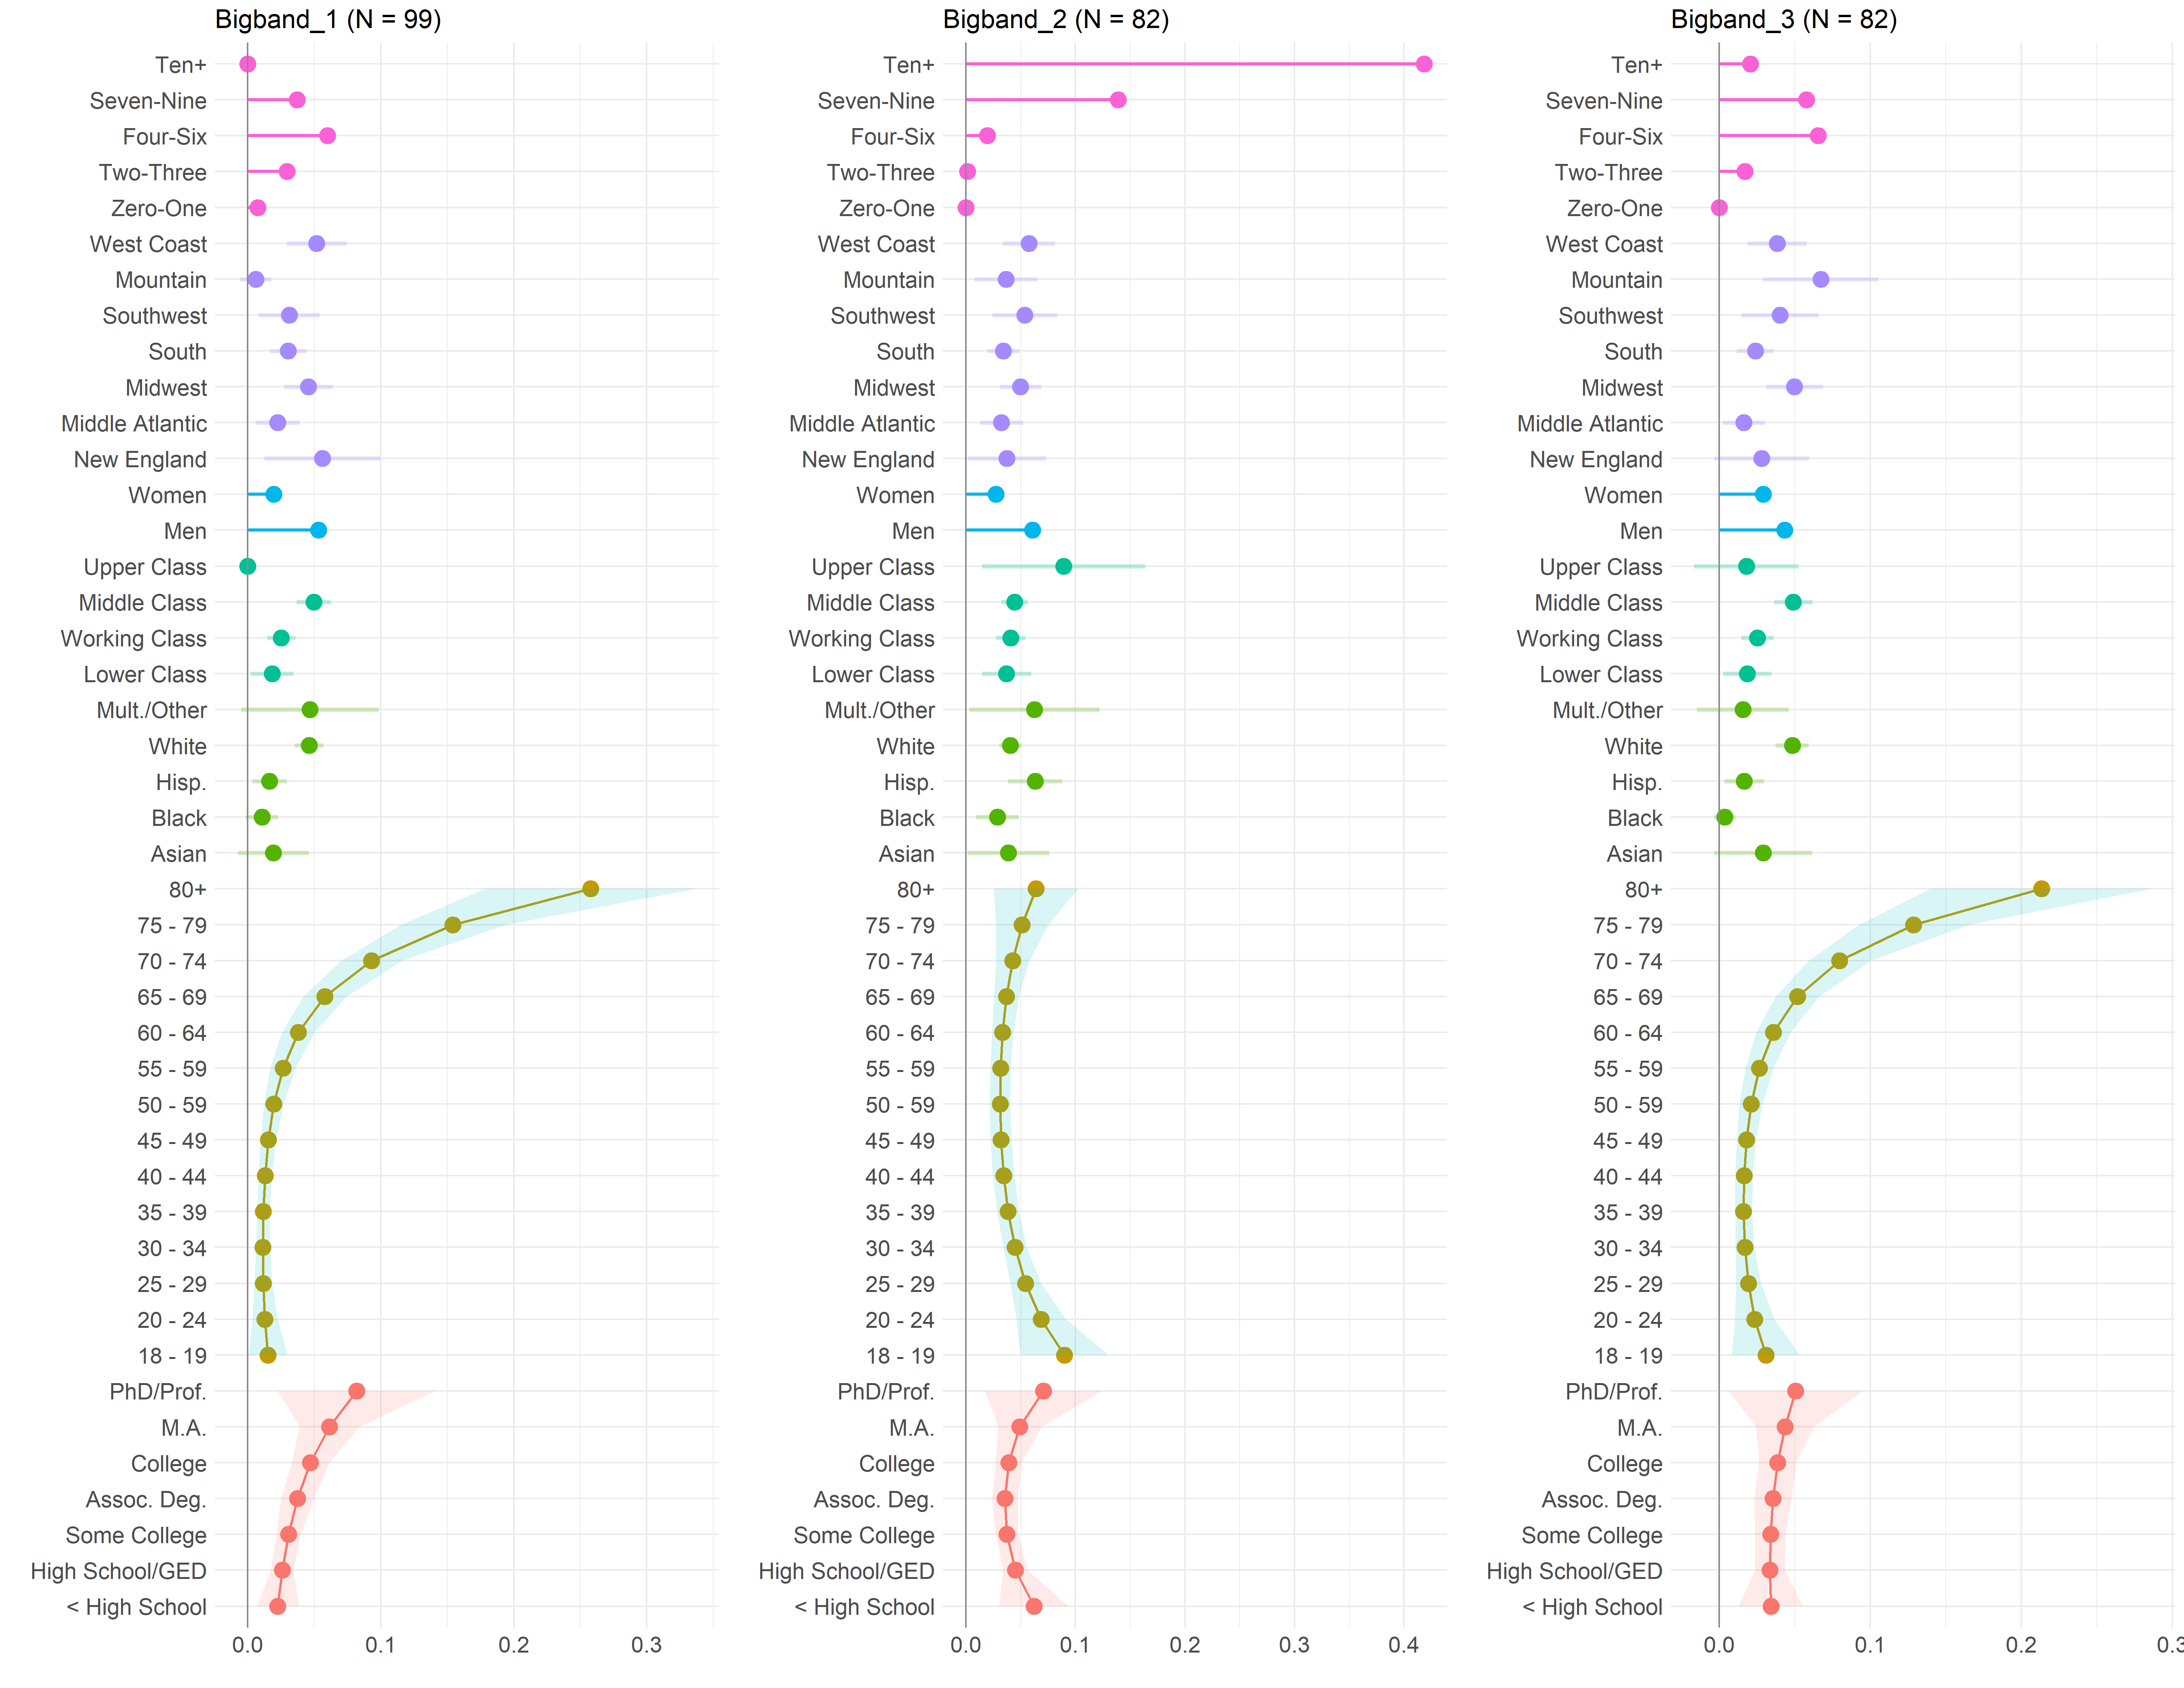 Bigband_1 (N = 99)
Ten+
Seven-Nine
Four-Six
Two-Three
Zero-One
West Coast
Mountain
Southwest
South
Midwest
Middle Atlantic
New England
Women
Men
Upper Class
Middle Class
Working Class
Lower Class
Mult./Other
White
Hisp.
Black
Asian
80+
75 - 79
70 - 74
65 - 69
60 - 64
55 - 59
50 - 59
45 - 49
40 - 44
35 - 39
30 - 34
25 - 29
20 - 24
18 - 19
PhD/Prof.
M.A.
College
Assoc. Deg.
Some College
High School/GED
< High School
0.0 0.1 0.2 0.3
Bigband_2 (N = 82)
Ten+
Seven-Nine
Four-Six
Two-Three
Zero-One
West Coast
Mountain
Southwest
South
Midwest
Middle Atlantic
New England
Women
Men
Upper Class
Middle Class
Working Class
Lower Class
Mult./Other
White
Hisp.
Black
Asian
80+
75 - 79
70 - 74
65 - 69
60 - 64
55 - 59
50 - 59
45 - 49
40 - 44
35 - 39
30 - 34
25 - 29
20 - 24
18 - 19
PhD/Prof.
M.A.
College
Assoc. Deg.
Some College
High School/GED
< High School
0.0 0.1 0.2 0.3 0.4
Bigband_3 (N = 82)
Ten+
Seven-Nine
Four-Six
Two-Three
Zero-One
West Coast
Mountain
Southwest
South
Midwest
Middle Atlantic
New England
Women
Men
Upper Class
Middle Class
Working Class
Lower Class
Mult./Other
White
Hisp.
Black
Asian
80+
75 - 79
70 - 74
65 - 69
60 - 64
55 - 59
50 - 59
45 - 49
40 - 44
35 - 39
30 - 34
25 - 29
20 - 24
18 - 19
PhD/Prof.
M.A.
College
Assoc. Deg.
Some College
High School/GED
< High School
0.0 0.1 0.2 0.3